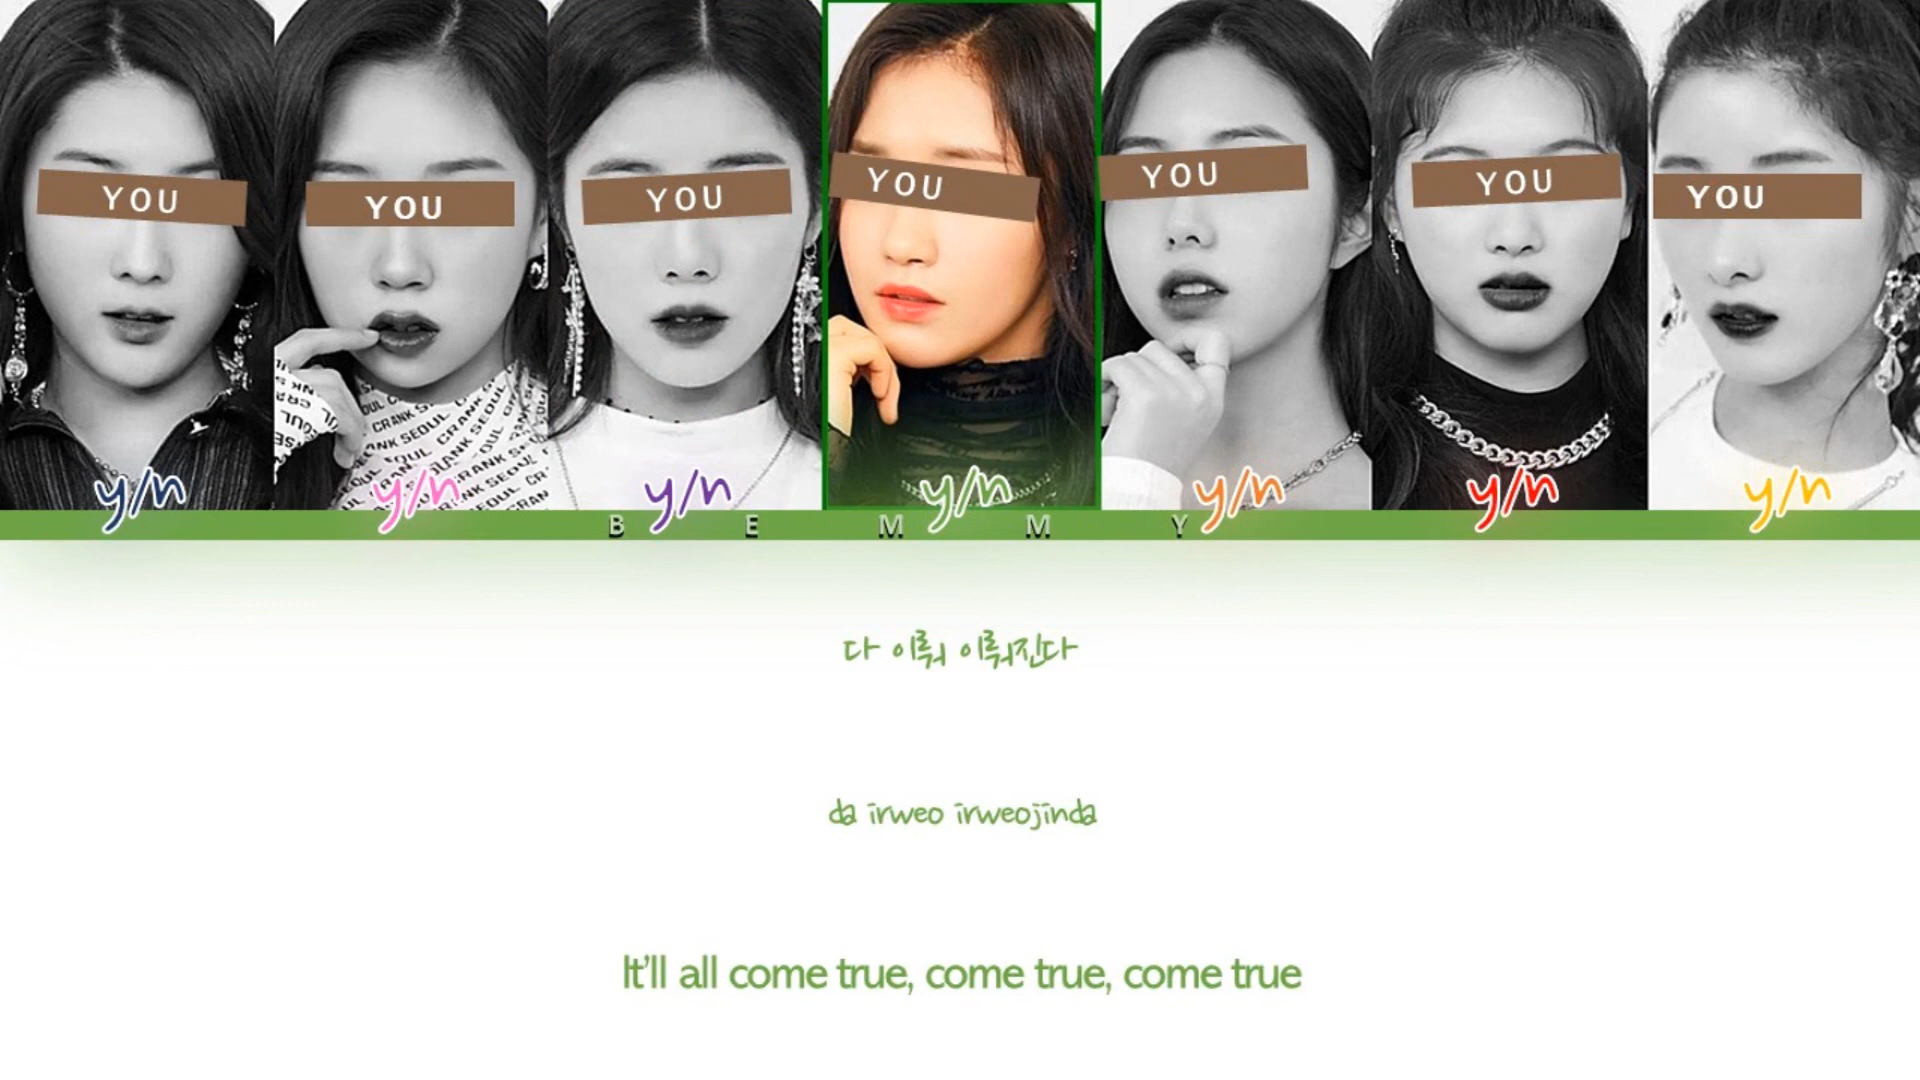 YOU YOU YOU YOU YOU YOU YOU
y/n y/n y/n y/n y/n y/n y/n
B E M M Y
다 이뤄 이뤄진다
da irweo irweojinda
It'll all come true, come true, come true